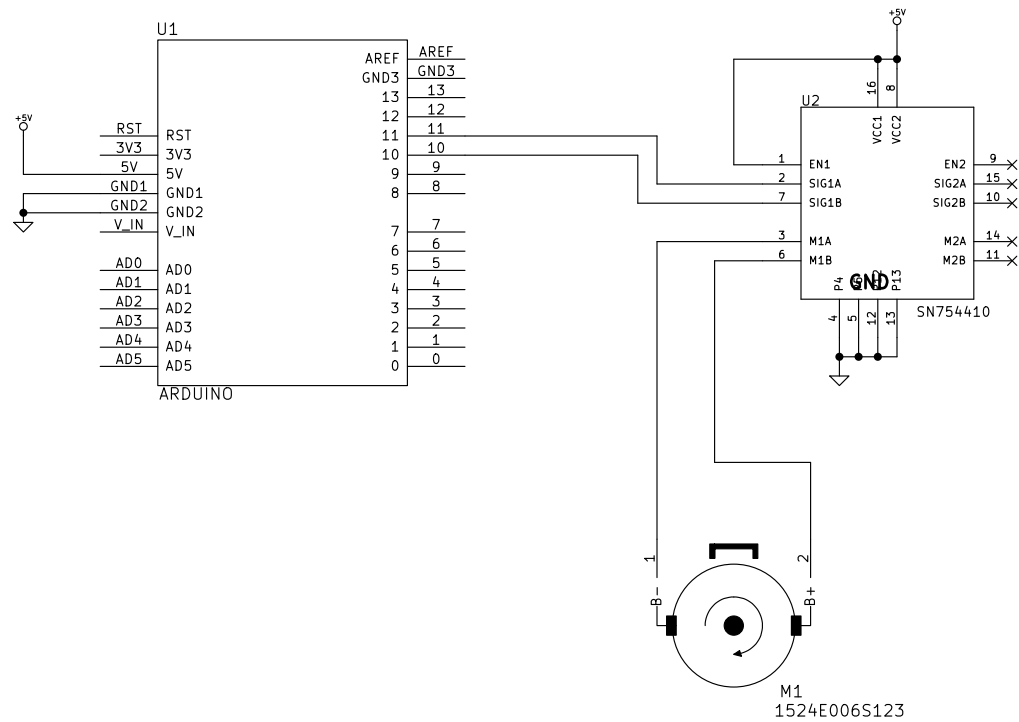 U1
AREF AREF
GND3 GND3
13 13
12 12
RST RST 11 11
3V3 3V3 10 10
+5V
5V 5V 9 9
GND1 GND1 8 8
GND2 GND2
V_IN V_IN 7 7
6 6
AD0 AD0 5 5
AD1 AD1 4 4
AD2 AD2 3 3
AD3 AD3 2 2
AD4 AD4 1 1
AD5 AD5 0 0
ARDUINO
+5V
16 8
U2
VCC1 VCC2
1 EN1 EN2 9
2 SIG1A SIG2A 15
7 SIG1B SIG2B 10
3 M1A M2A 14
6 M1B M2B 11
GND
P4 P13
4 5 12 13
SN754410
1 2
B- B+
M1
1524E006S123